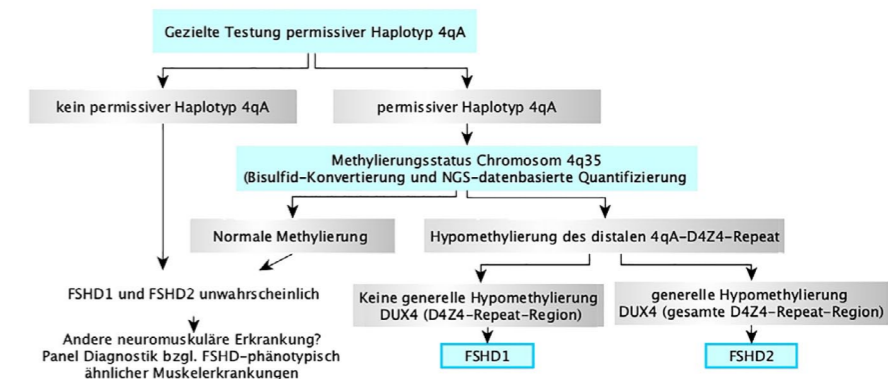 Gezielte Testung permissiver Haplotyp 4qA
kein permissiver Haplotyp 4qA
permissiver Haplotyp 4qA
Methylierungsstatus Chromosom 4q35
(Bisulfid-Konvertierung und NGS-datenbasierte Quantifizierung
Normale Methylierung
Hypomethylierung des distalen 4qA-D4Z4-Repeat
FSHD1 und FSHD2 unwahrscheinlich
Keine generelle Hypomethylierung
DUX4 (D4Z4-Repeat-Region)
generelle Hypomethylierung
DUX4 (gesamte D4Z4-Repeat-Region)
Andere neuromuskuläre Erkrankung?
Panel Diagnostik bzgl. FSHD-phänotypisch
ähnlicher Muskelerkrankungen
FSHD1
FSHD2